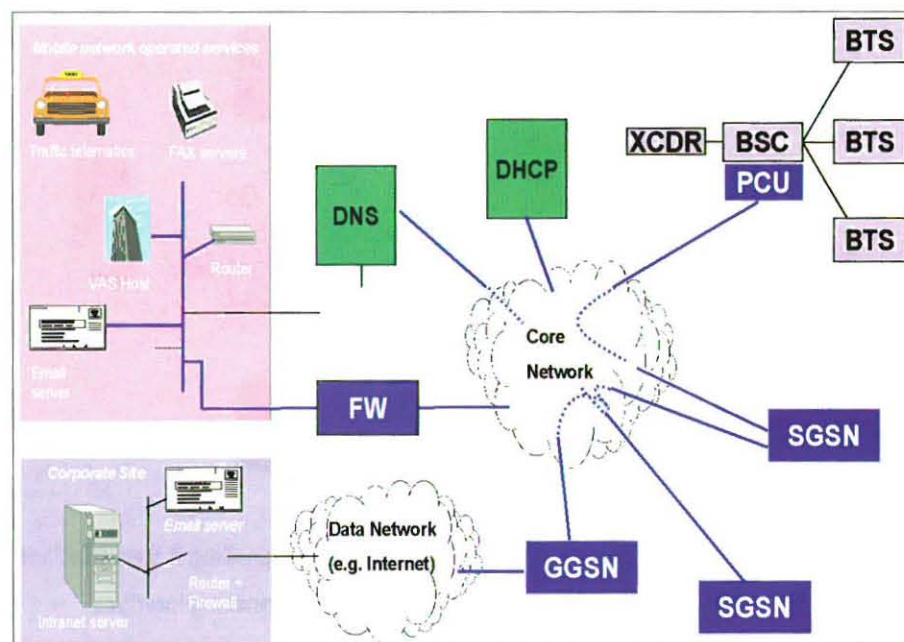 Mobile network operated services
TAXI
Traffic telematics
FAX servers
VAS Host
Router
Email
server
DNS
DHCP
XCDR
BSC
PCU
BTS
BTS
BTS
Core
Network
FW
SGSN
SGSN
GGSN
Corporate Site
Email server
Router +
Firewall
Intranet server
Data Network
(e.g. Internet)